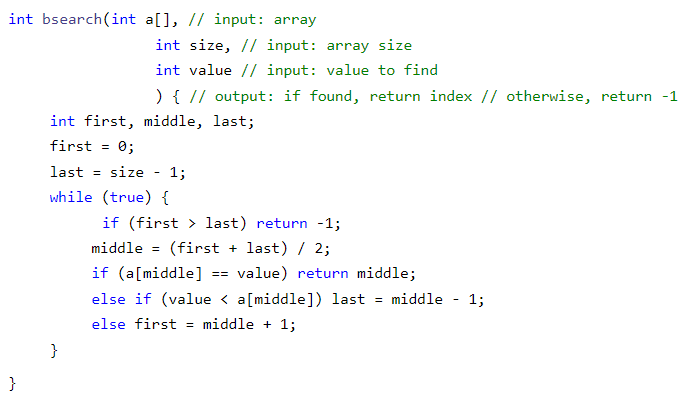 int bsearch(int a[], // input: array
int size, // input: array size
int value // input: value to find
) { // output: if found, return index // otherwise, return -1
int first, middle, last;
first = 0;
last = size - 1;
while (true) {
if (first > last) return -1;
middle = (first + last) / 2;
if (a[middle] == value) return middle;
else if (value < a[middle]) last = middle - 1;
else first = middle + 1;
}
}